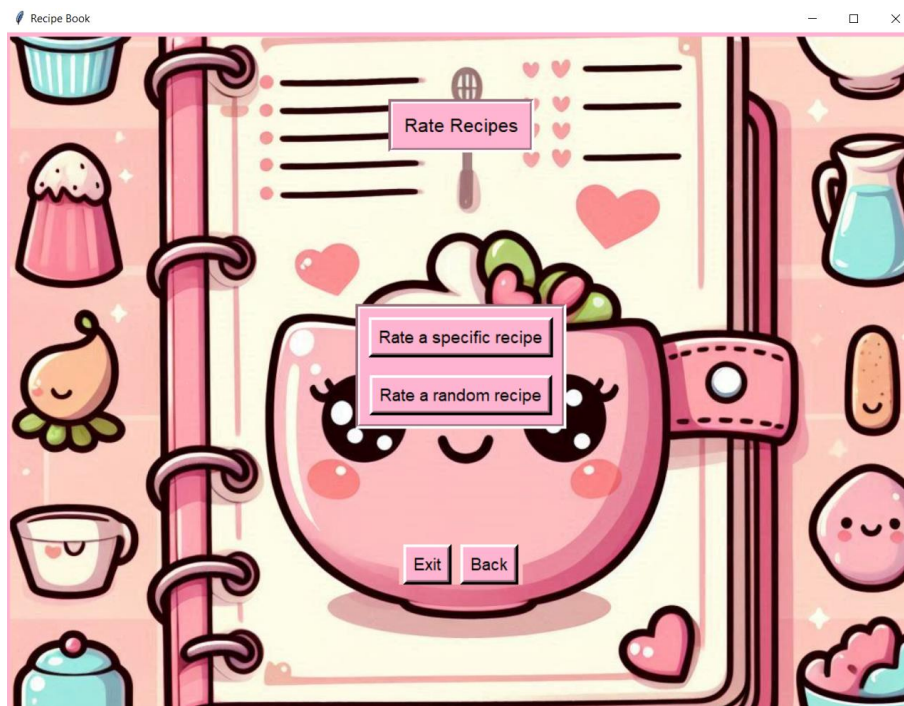 Recipe Book
Rate Recipes
Rate a specific recipe
Rate a random recipe
Exit Back